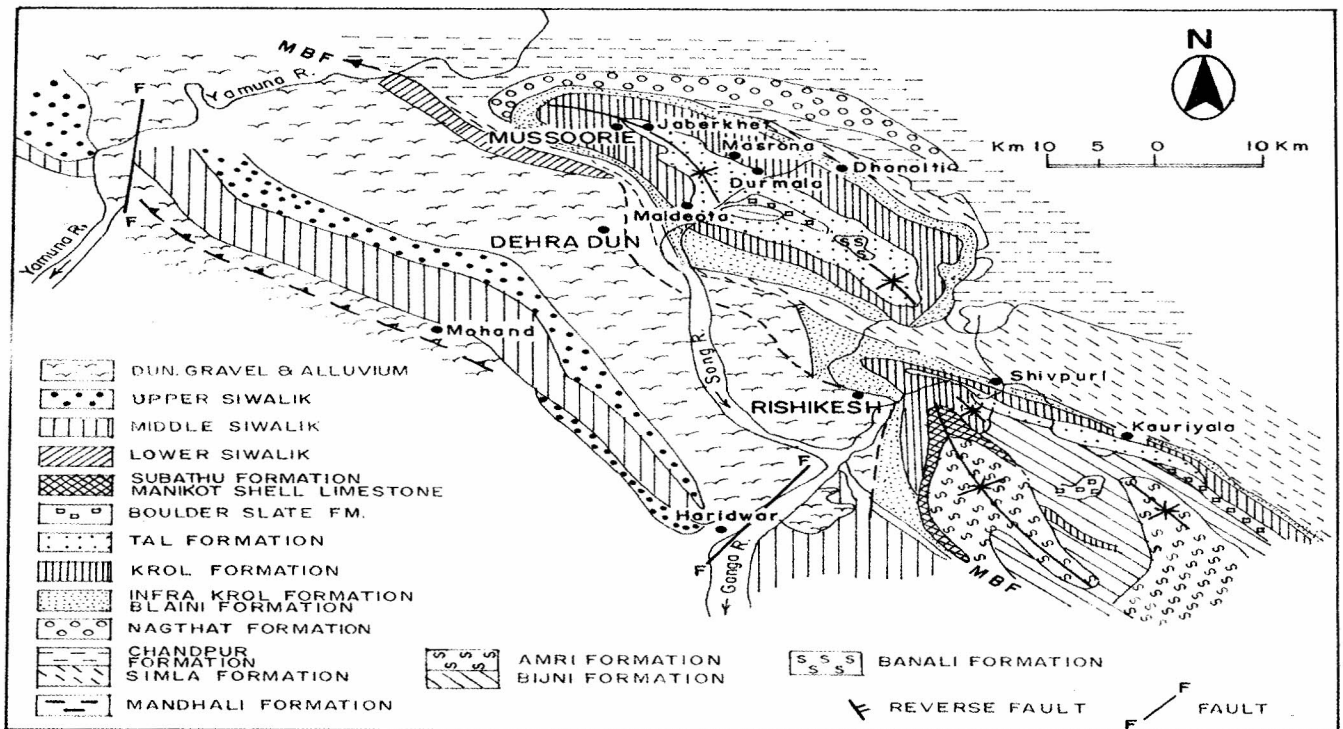 N
Km 10 5 0 10 Km
MBF
F
Yamuna R.
MUSSOORIE
Jaberkhet
Masrona
Dhanoltia
Durmala
Maldeota
S S
S
DEHRA DUN
F
Yamuna R.
Mohand
Song R.
Shivpuri
RISHIKESH
Kauriyala
F
Haridwar
F
Ganga R.
MBF
DUN. GRAVEL & ALLUVIUM
UPPER SIWALIK
MIDDLE SIWALIK
LOWER SIWALIK
SUBATHU FORMATION
MANIKOT SHELL LIMESTONE
BOULDER SLATE FM.
TAL FORMATION
KROL FORMATION
INFRA KROL FORMATION
BLAINI FORMATION
NAGTHAT FORMATION
CHANDPUR
FORMATION
SIMLA FORMATION
MANDHALI FORMATION
AMRI FORMATION
BIJNI FORMATION
BANALI FORMATION
REVERSE FAULT
F
F
FAULT